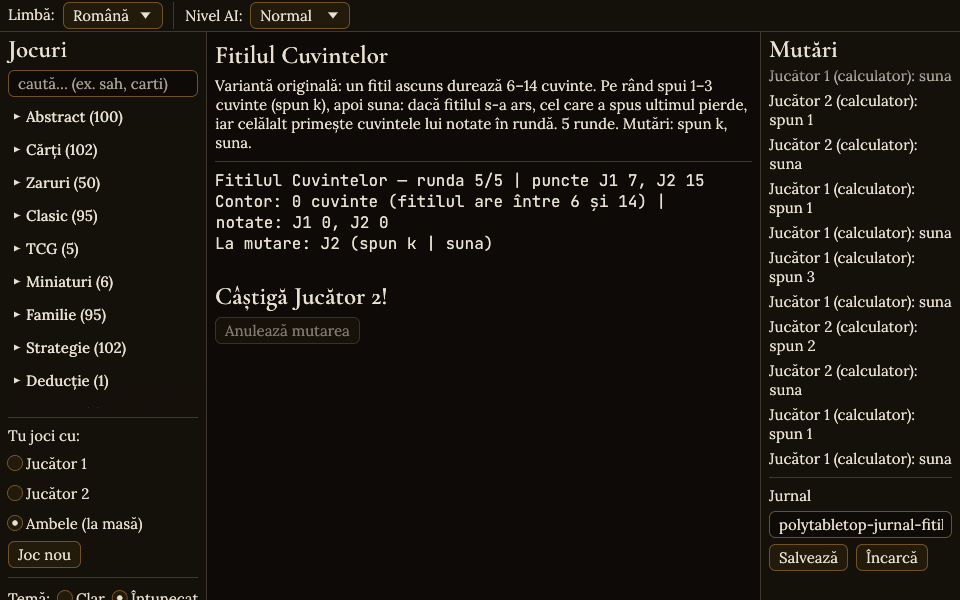 Limbă: Română Nivel AI: Normal
Jocuri
caută... (ex. sah, carti)
Abstract (100)
Cărți (102)
Zaruri (50)
Clasic (95)
TCG (5)
Miniaturi (6)
Familie (95)
Strategie (102)
Deducție (1)
Tu joci cu:
Jucător 1
Jucător 2
Ambele (la masă)
Joc nou
Temă: Clar Întunecat
Fitilul Cuvintelor
Variantă originală: un fitil ascuns durează 6–14 cuvinte. Pe rând spui 1–3
cuvinte (spun k), apoi suna: dacă fitilul s-a ars, cel care a spus ultimul pierde,
iar celălalt primește cuvintele lui notate în rundă. 5 runde. Mutări: spun k,
suna.
Fitilul Cuvintelor — runda 5/5 | puncte J1 7, J2 15
Contor: 0 cuvinte (fitilul are între 6 și 14) |
notate: J1 0, J2 0
La mutare: J2 (spun k | suna)
Câștigă Jucător 2!
Anulează mutarea
Mutări
Jucător 1 (calculator): suna
Jucător 2 (calculator):
spun 1
Jucător 2 (calculator):
suna
Jucător 1 (calculator):
spun 1
Jucător 1 (calculator): suna
Jucător 1 (calculator):
spun 3
Jucător 1 (calculator): suna
Jucător 2 (calculator):
spun 2
Jucător 2 (calculator):
suna
Jucător 1 (calculator):
spun 1
Jucător 1 (calculator): suna
Jurnal
polytabletop-jurnal-fitil
Salvează Încarcă